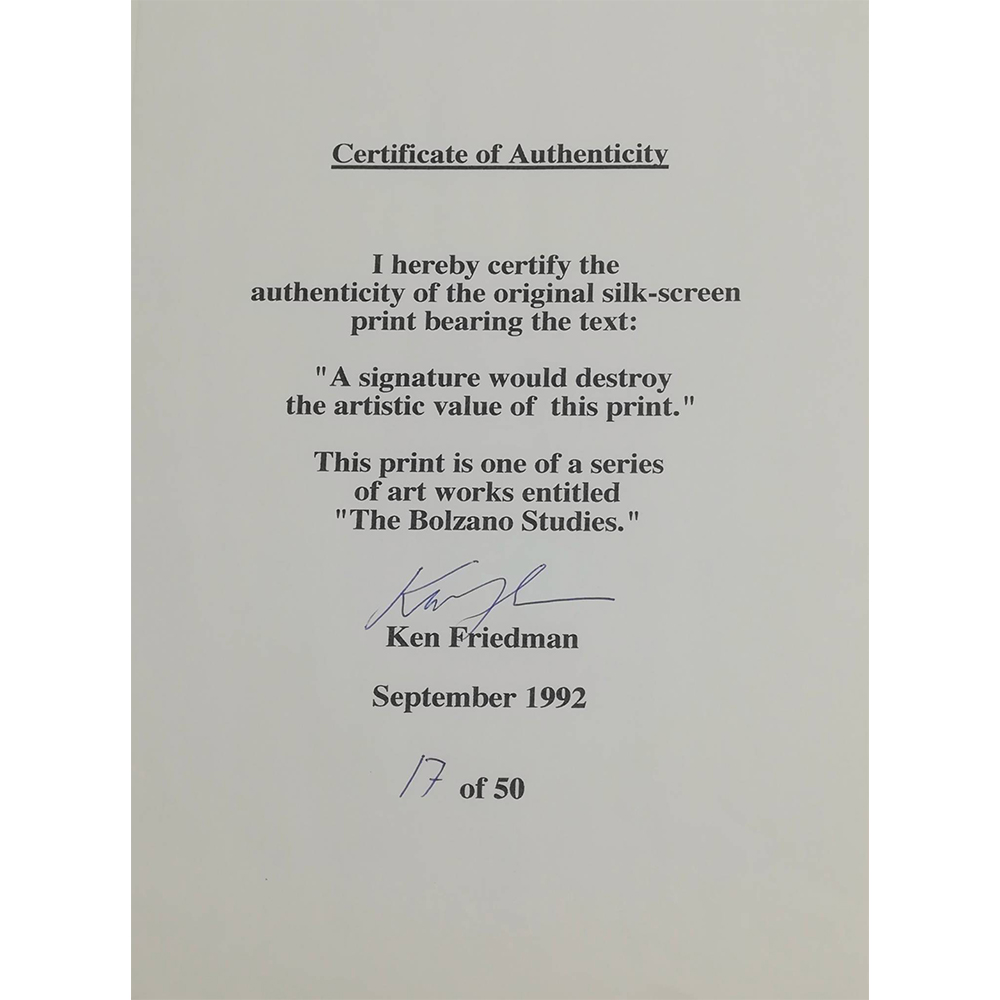 Certificate of Authenticity
I hereby certify the
authenticity of the original silk-screen
print bearing the text:
"A signature would destroy
the artistic value of  this print."
This print is one of a series
of art works entitled
"The Bolzano Studies."
Ken Friedman
September 1992
17 of 50